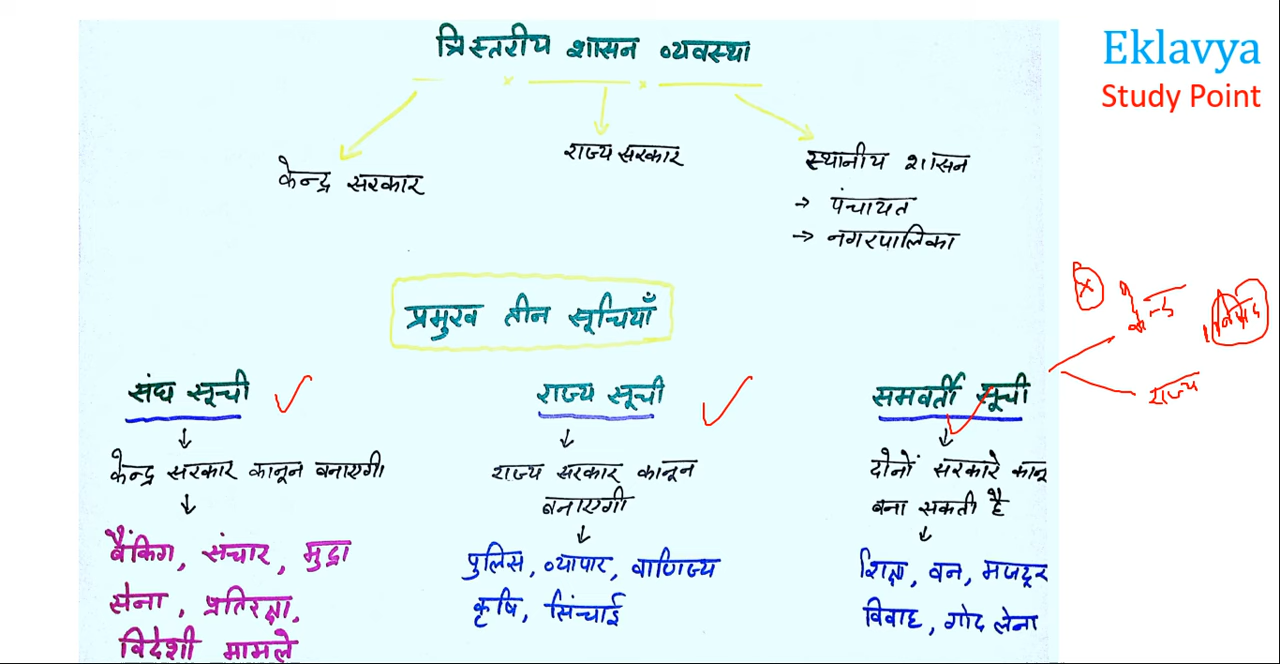 त्रिस्तरीय शासन व्यवस्था
Eklavya
Study Point
केन्द्र सरकार
राज्य सरकार
स्थानीय शासन
→ पंचायत
→ नगरपालिका
प्रमुख तीन सूचियाँ
संघ सूची
केन्द्र सरकार कानून बनाएगी
बैंकिग, संचार, मुद्रा
सेना, प्रतिरक्षा,
विदेशी मामले
राज्य सूची
राज्य सरकार कानून
बनाएगी
पुलिस, व्यापार, वाणिज्य
कृषि, सिंचाई
समवर्ती सूची
दोनों सरकारे कानू
बना सकती है
शिक्षा, वन, मजदूर
विवाह, गोद लेना
राज्य